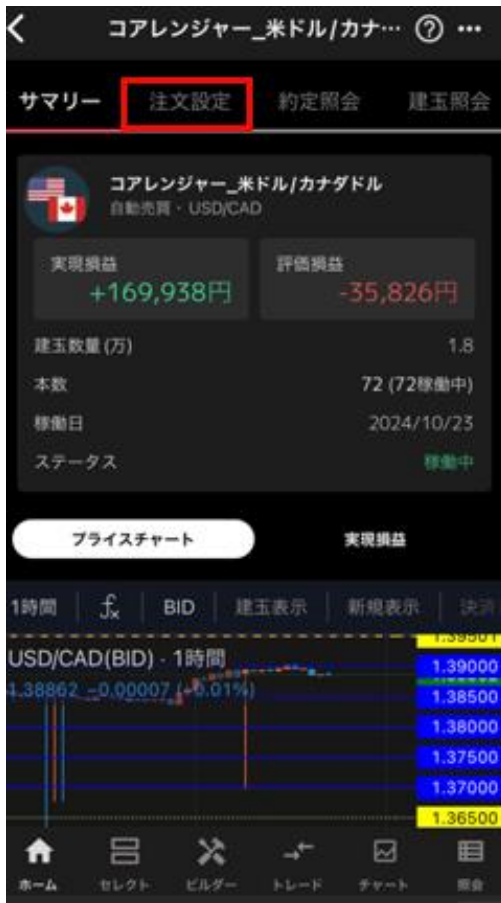 コアレンジャー_米ドル/カナ… ? …
サマリー 注文設定 約定照会 建玉照会
コアレンジャー_米ドル/カナダドル
自動売買・USD/CAD
実現損益 評価損益
+169,938円 -35,826円
建玉数量(万) 1.8
本数 72 (72稼働中)
稼働日 2024/10/23
ステータス 稼働中
プライスチャート 実現損益
1時間 fx BID 建玉表示 新規表示 決済
1.39501
USD/CAD(BID)・1時間
1.39000
1.38862 −0.00007 (−0.01%)
1.38500
1.38000
1.37500
1.37000
1.36500
ホーム セレクト ビルダー トレード チャート 照会